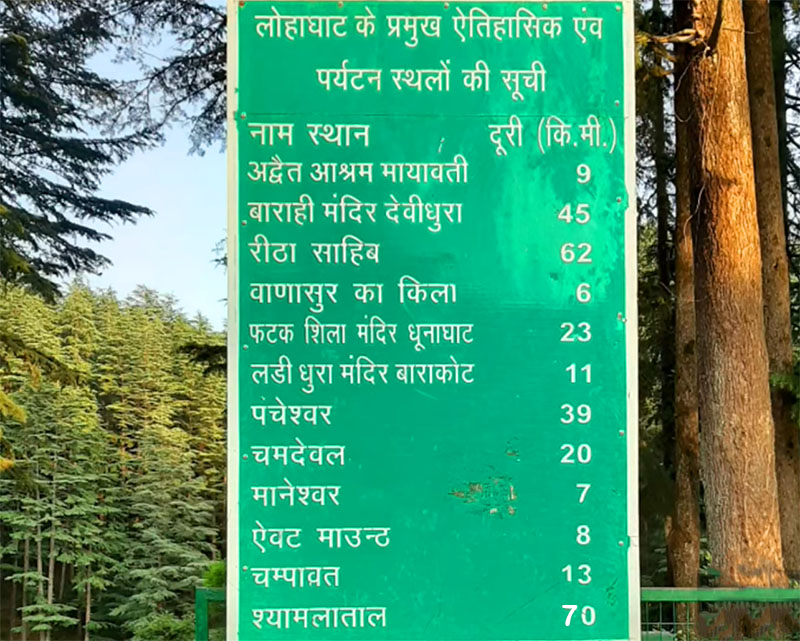 लोहाघाट के प्रमुख ऐतिहासिक एंव
पर्यटन स्थलों की सूची
नाम स्थान दूरी (कि.मी.)
अद्वैत आश्रम मायावती 9
बाराही मंदिर देवीधुरा 45
रीठा साहिब 62
वाणासुर का किला 6
फटक शिला मंदिर धूनाघाट 23
लडी धुरा मंदिर बाराकोट 11
पंचेश्वर 39
चमदेवल 20
मानेश्वर 7
ऐवट माउन्ट 8
चम्पावत 13
श्यामलाताल 70